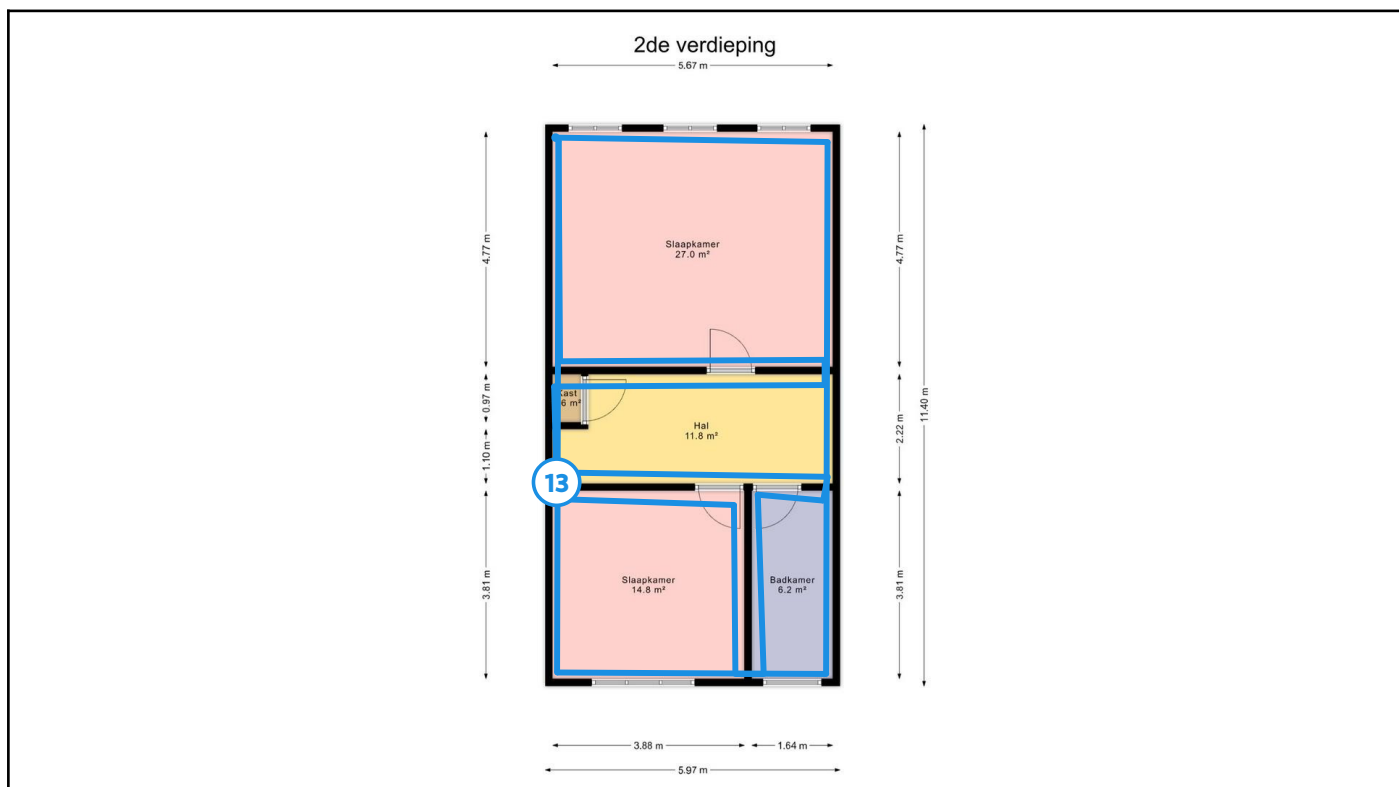 2de verdieping
5.67 m
4.77 m
4.77 m
Slaapkamer
27.0 m²
0.97 m
11.40 m
2.22 m
Hal
11.8 m²
1.10 m
13
3.81 m
3.81 m
Slaapkamer
14.8 m²
Badkamer
6.2 m²
3.88 m
1.64 m
5.97 m